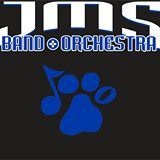 JMS
BAND + ORCHESTRA